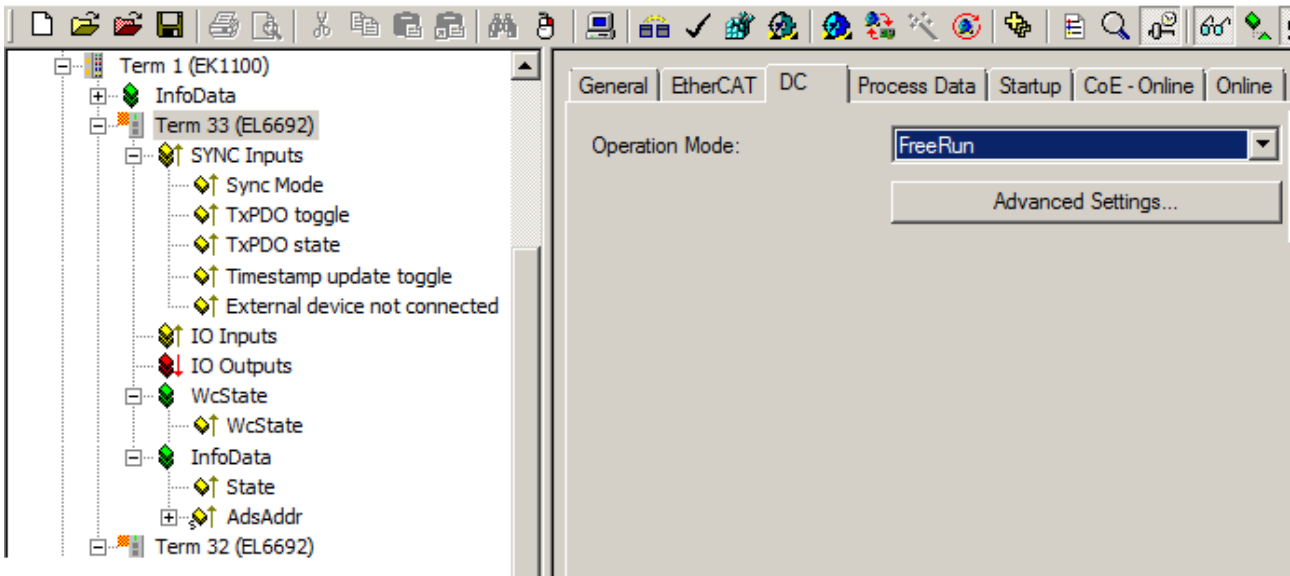 Term 1 (EK1100)
InfoData
Term 33 (EL6692)
SYNC Inputs
Sync Mode
TxPDO toggle
TxPDO state
Timestamp update toggle
External device not connected
IO Inputs
IO Outputs
WcState
WcState
InfoData
State
AdsAddr
Term 32 (EL6692)
General EtherCAT DC Process Data Startup CoE - Online Online
Operation Mode: FreeRun
Advanced Settings...